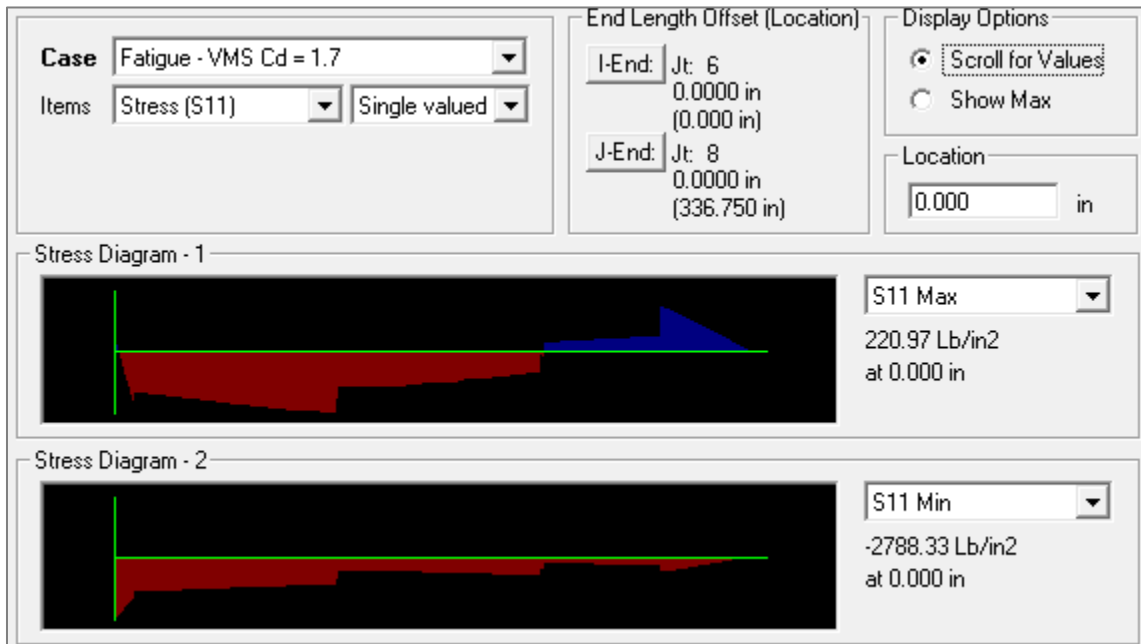 Case Fatigue - VMS Cd = 1.7
Items Stress (S11) Single valued
End Length Offset (Location)
I-End: Jt: 6
0.0000 in
(0.000 in)
J-End: Jt: 8
0.0000 in
(336.750 in)
Display Options
Scroll for Values
Show Max
Location
0.000 in
Stress Diagram - 1
S11 Max
220.97 Lb/in2
at 0.000 in
Stress Diagram - 2
S11 Min
-2788.33 Lb/in2
at 0.000 in